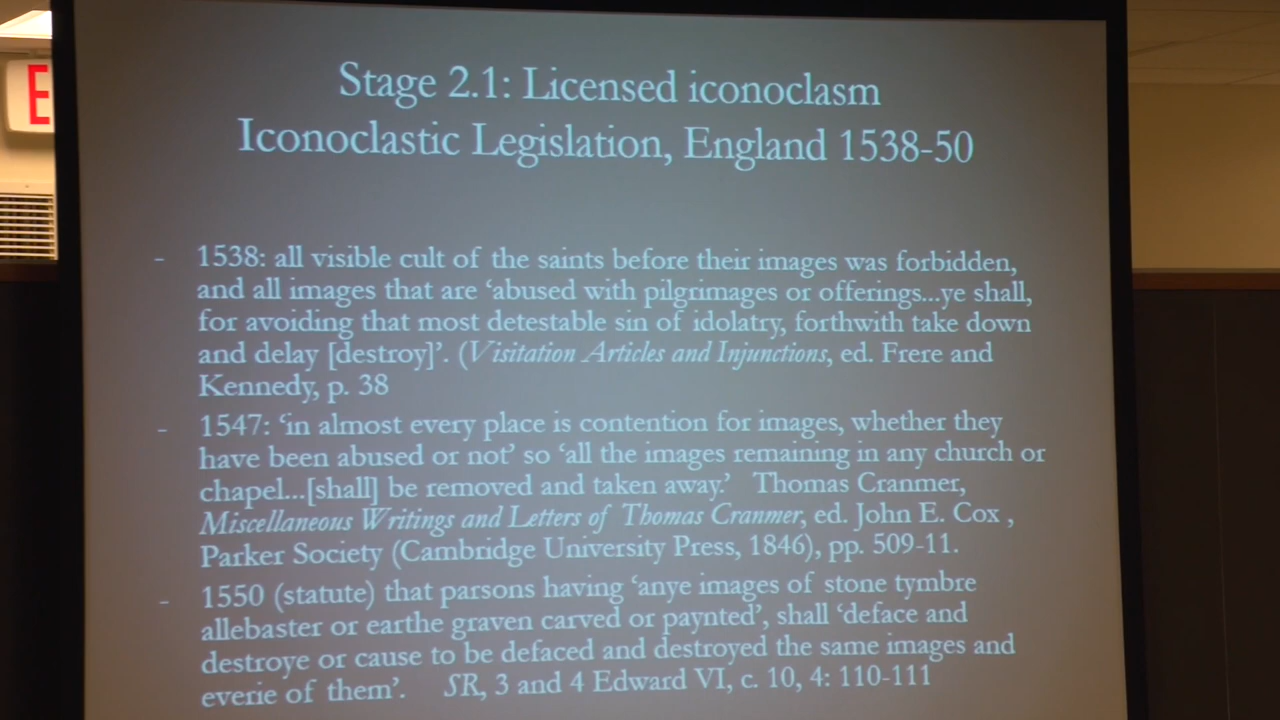 E
Stage 2.1: Licensed iconoclasm
Iconoclastic Legislation, England 1538-50
- 1538: all visible cult of the saints before their images was forbidden,
and all images that are ‘abused with pilgrimages or offerings...ye shall,
for avoiding that most detestable sin of idolatry, forthwith take down
and delay [destroy]’. (Visitation Articles and Injunctions, ed. Frere and
Kennedy, p. 38
- 1547: ‘in almost every place is contention for images, whether they
have been abused or not’ so ‘all the images remaining in any church or
chapel...[shall] be removed and taken away.’ Thomas Cranmer,
Miscellaneous Writings and Letters of Thomas Cranmer, ed. John E. Cox ,
Parker Society (Cambridge University Press, 1846), pp. 509-11.
- 1550 (statute) that parsons having ‘anye images of stone tymbre
allebaster or earthe graven carved or paynted’, shall ‘deface and
destroye or cause to be defaced and destroyed the same images and
everie of them’. SR, 3 and 4 Edward VI, c. 10, 4: 110-111